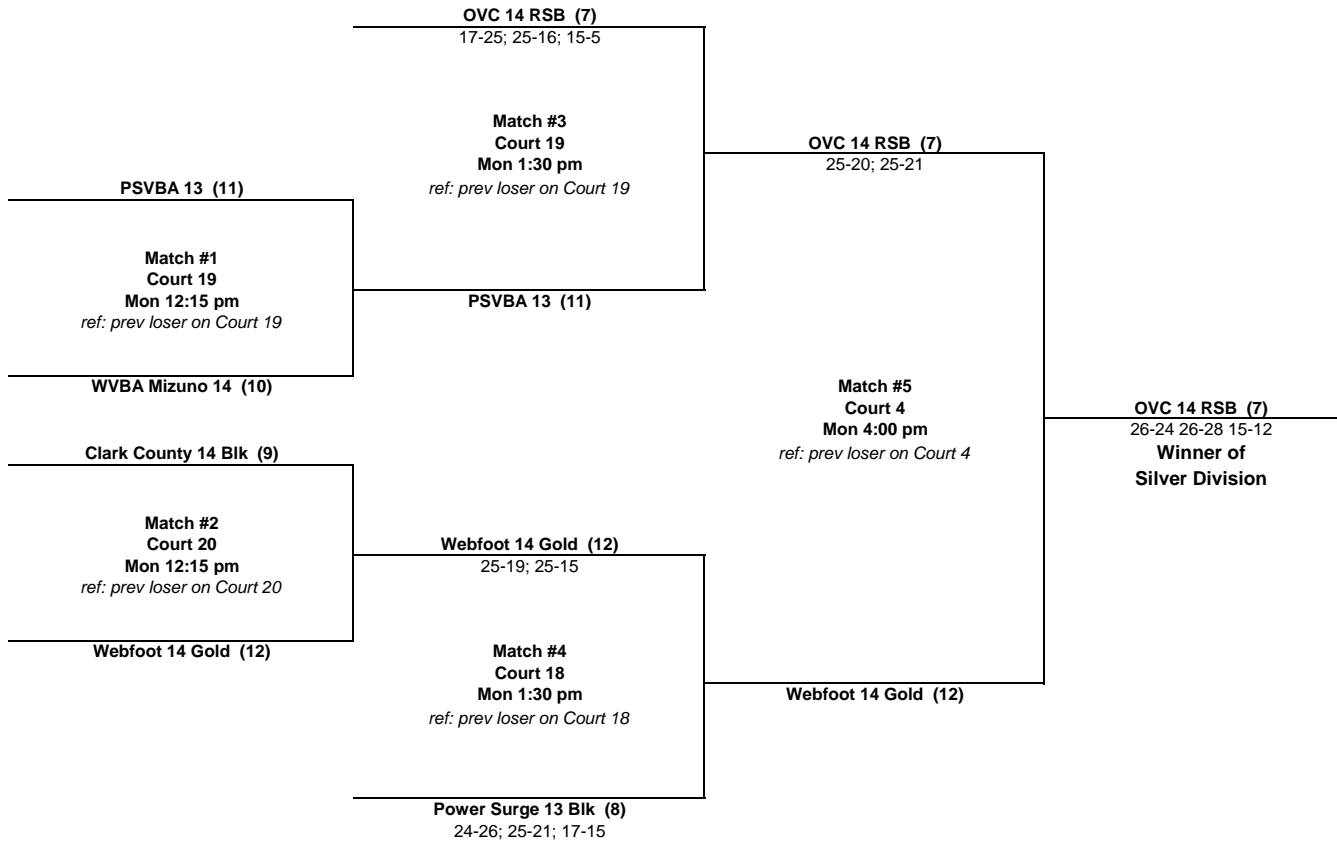 OVC 14 RSB (7)
17-25; 25-16; 15-5
Match #3
Court 19
Mon 1:30 pm
ref: prev loser on Court 19
OVC 14 RSB (7)
25-20; 25-21
PSVBA 13 (11)
Match #1
Court 19
Mon 12:15 pm
ref: prev loser on Court 19
PSVBA 13 (11)
WVBA Mizuno 14 (10)
Match #5
Court 4
Mon 4:00 pm
ref: prev loser on Court 4
OVC 14 RSB (7)
26-24 26-28 15-12
Winner of
Silver Division
Clark County 14 Blk (9)
Match #2
Court 20
Mon 12:15 pm
ref: prev loser on Court 20
Webfoot 14 Gold (12)
25-19; 25-15
Webfoot 14 Gold (12)
Match #4
Court 18
Mon 1:30 pm
ref: prev loser on Court 18
Webfoot 14 Gold (12)
Power Surge 13 Blk (8)
24-26; 25-21; 17-15